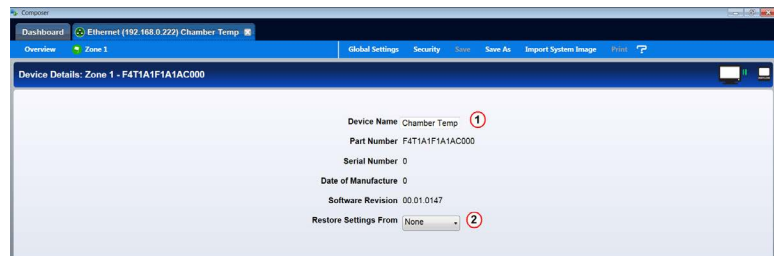 Composer
Dashboard Ethernet (192.168.0.222) Chamber Temp
Overview Zone 1 Global Settings Security Save Save As Import System Image Print ?
Device Details: Zone 1 - F4T1A1F1A1AC000
Device Name Chamber Temp 1
Part Number F4T1A1F1A1AC000
Serial Number 0
Date of Manufacture 0
Software Revision 00.01.0147
Restore Settings From None 2